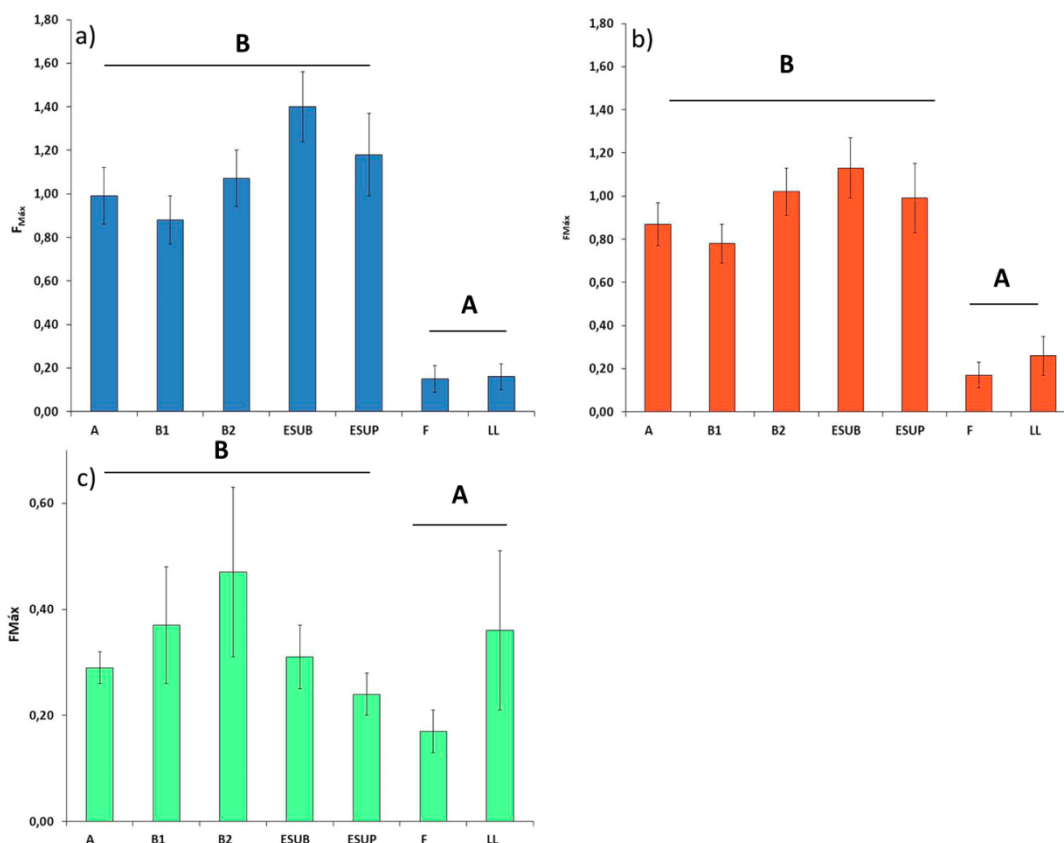 a)
B
A
F_Máx
1,80
1,60
1,40
1,20
1,00
0,80
0,60
0,40
0,20
0,00
A B1 B2 ESUB ESUP F LL
b)
B
A
FMáx
1,80
1,60
1,40
1,20
1,00
0,80
0,60
0,40
0,20
0,00
A B1 B2 ESUB ESUP F LL
c)
B
A
FMáx
0,60
0,40
0,20
0,00
A B1 B2 ESUB ESUP F LL